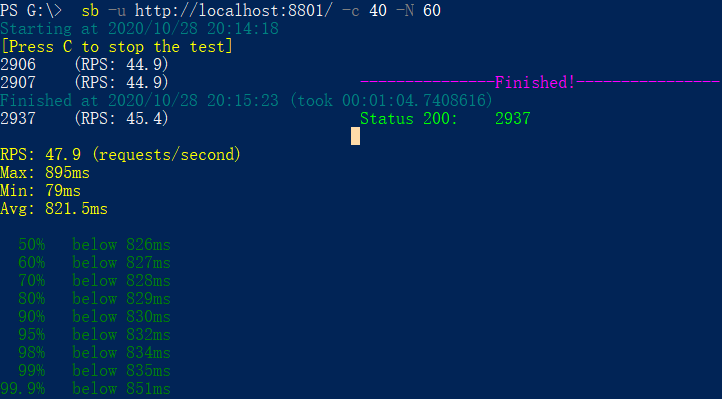 PS G:\>  sb -u http://localhost:8801/ -c 40 -N 60
Starting at 2020/10/28 20:14:18
[Press C to stop the test]
2906    (RPS: 44.9)
2907    (RPS: 44.9)                     ---------------Finished!----------------
Finished at 2020/10/28 20:15:23 (took 00:01:04.7408616)
2937    (RPS: 45.4)                     Status 200:    2937
RPS: 47.9 (requests/second)
Max: 895ms
Min: 79ms
Avg: 821.5ms
  50%   below 826ms
  60%   below 827ms
  70%   below 828ms
  80%   below 829ms
  90%   below 830ms
  95%   below 832ms
  98%   below 834ms
  99%   below 835ms
99.9%   below 851ms